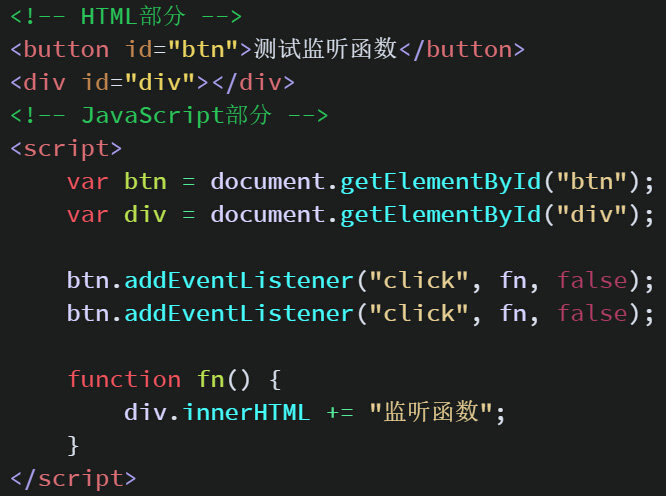 <!-- HTML部分 -->
<button id="btn">测试监听函数</button>
<div id="div"></div>
<!-- JavaScript部分 -->
<script>
    var btn = document.getElementById("btn");
    var div = document.getElementById("div");

    btn.addEventListener("click", fn, false);
    btn.addEventListener("click", fn, false);

    function fn() {
        div.innerHTML += "监听函数";
    }
</script>